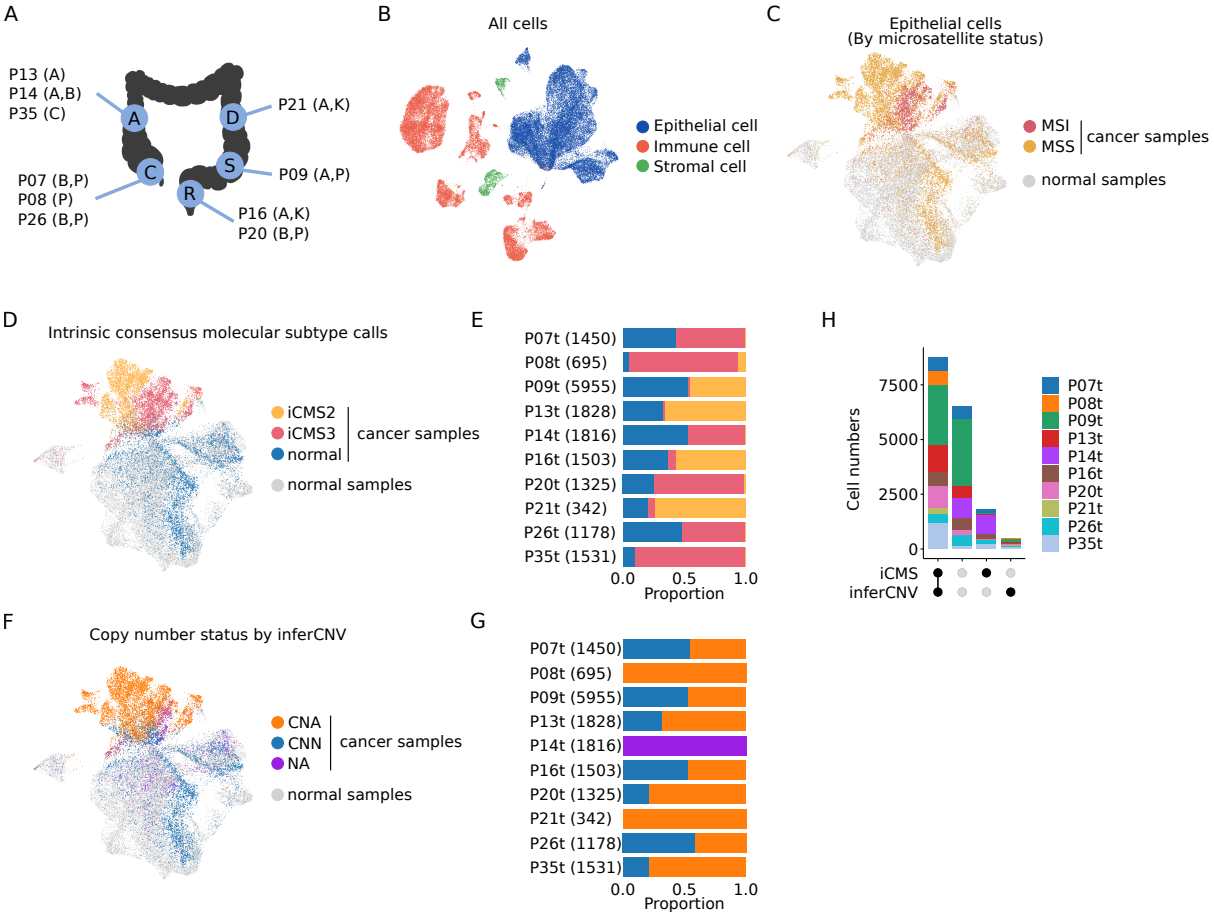 A
P13 (A)
P14 (A,B)
P35 (C)
P07 (B,P)
P08 (P)
P26 (B,P)
A
C
R
D
S
P21 (A,K)
P09 (A,P)
P16 (A,K)
P20 (B,P)
B
All cells
Epithelial cell
Immune cell
Stromal cell
C
Epithelial cells
(By microsatellite status)
MSI
MSS
cancer samples
normal samples
D
Intrinsic consensus molecular subtype calls
iCMS2
iCMS3
normal
cancer samples
normal samples
E
P07t (1450)
P08t (695)
P09t (5955)
P13t (1828)
P14t (1816)
P16t (1503)
P20t (1325)
P21t (342)
P26t (1178)
P35t (1531)
0.0 0.5 1.0
Proportion
H
Cell numbers
7500
5000
2500
0
iCMS
inferCNV
P07t
P08t
P09t
P13t
P14t
P16t
P20t
P21t
P26t
P35t
F
Copy number status by inferCNV
CNA
CNN
NA
cancer samples
normal samples
G
P07t (1450)
P08t (695)
P09t (5955)
P13t (1828)
P14t (1816)
P16t (1503)
P20t (1325)
P21t (342)
P26t (1178)
P35t (1531)
0.0 0.5 1.0
Proportion